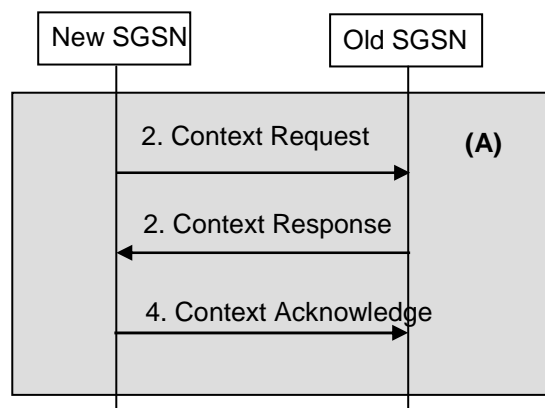 New SGSN
Old SGSN
2. Context Request
(A)
2. Context Response
4. Context Acknowledge